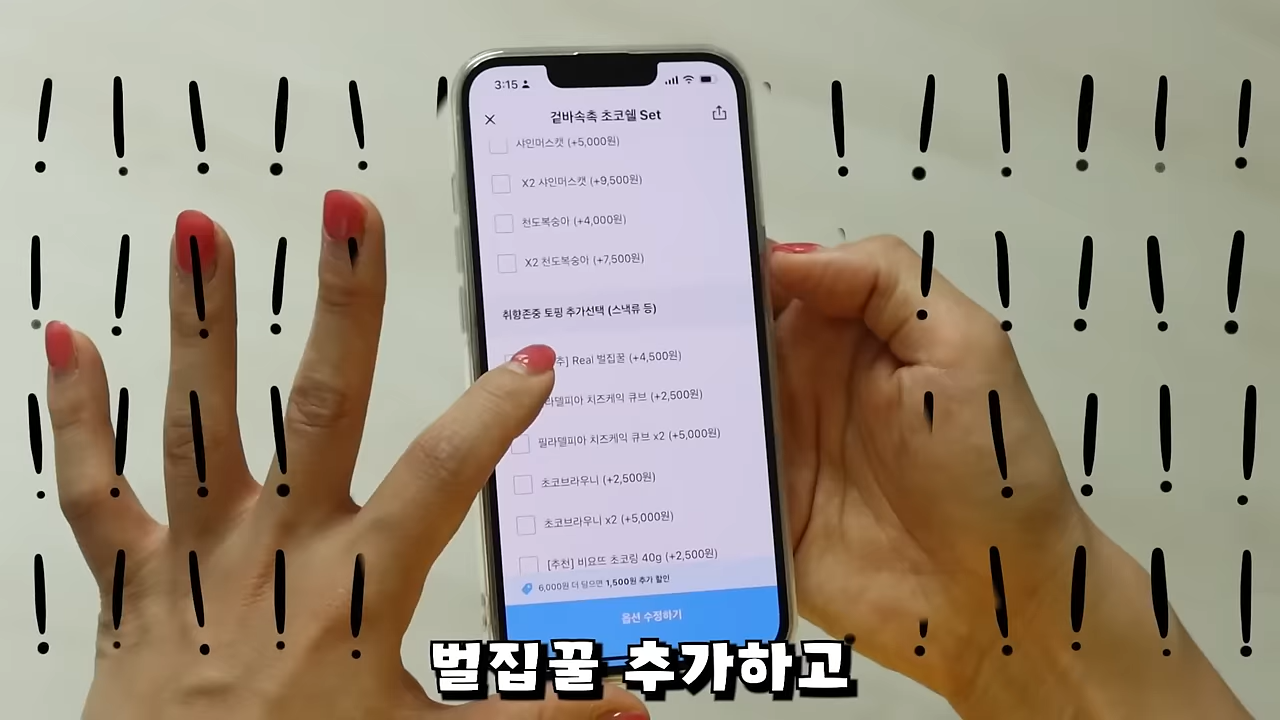 3:15
겉바속촉 초코쉘 Set
샤인머스캣 (+5,000원)
X2 샤인머스캣 (+9,500원)
천도복숭아 (+4,000원)
X2 천도복숭아 (+7,500원)
취향존중 토핑 추가선택 (스낵류 등)
Real 벌집꿀 (+4,500원)
치즈케익 큐브 (+2,500원)
필라델피아 치즈케익 큐브 x2 (+5,000원)
초코브라우니 (+2,500원)
초코브라우니 x2 (+5,000원)
[추천] 비요뜨 초코링 40g (+2,500원)
6,000원 더 담으면 1,500원 추가 할인
옵션 수정하기
벌집꿀 추가하고